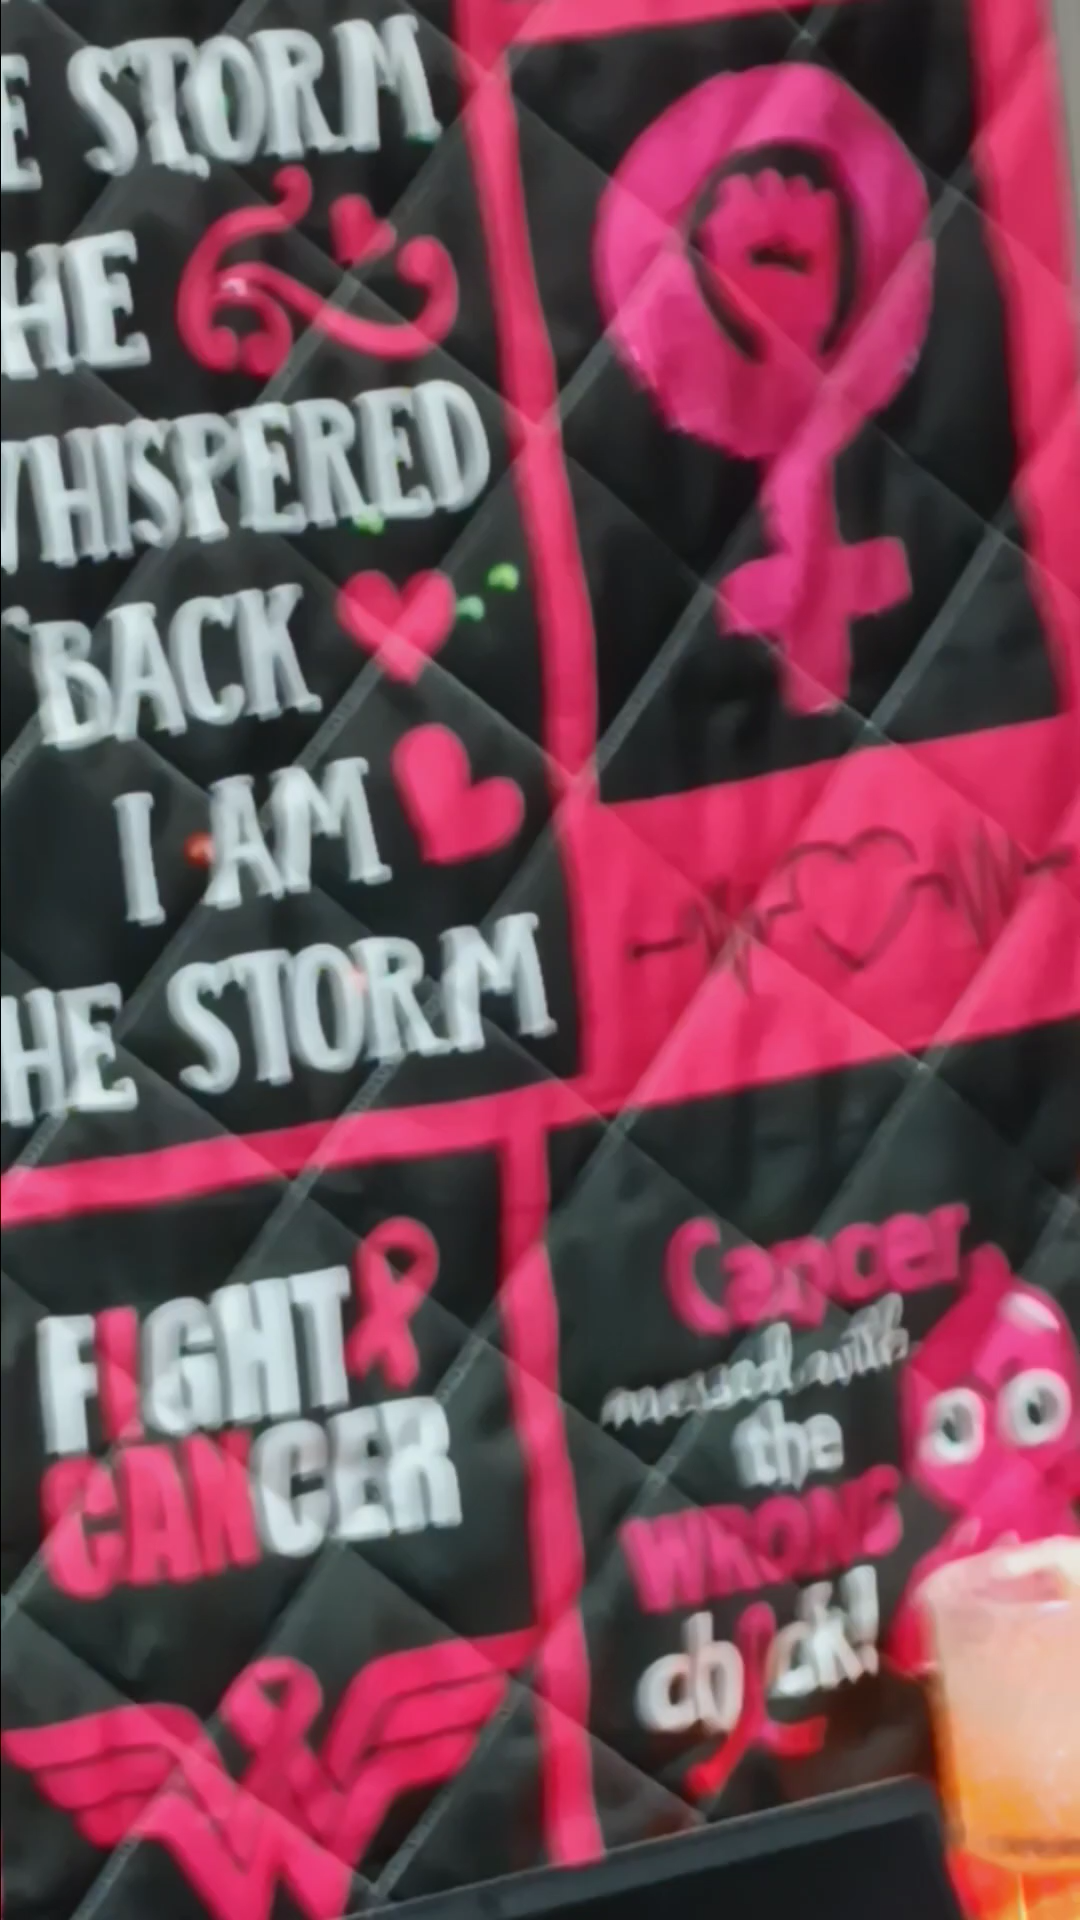 E STORM
HE
WHISPERED
BACK
I AM
HE STORM
FIGHT
CANCER
Cancer
messed with
the
WRONG
chick!